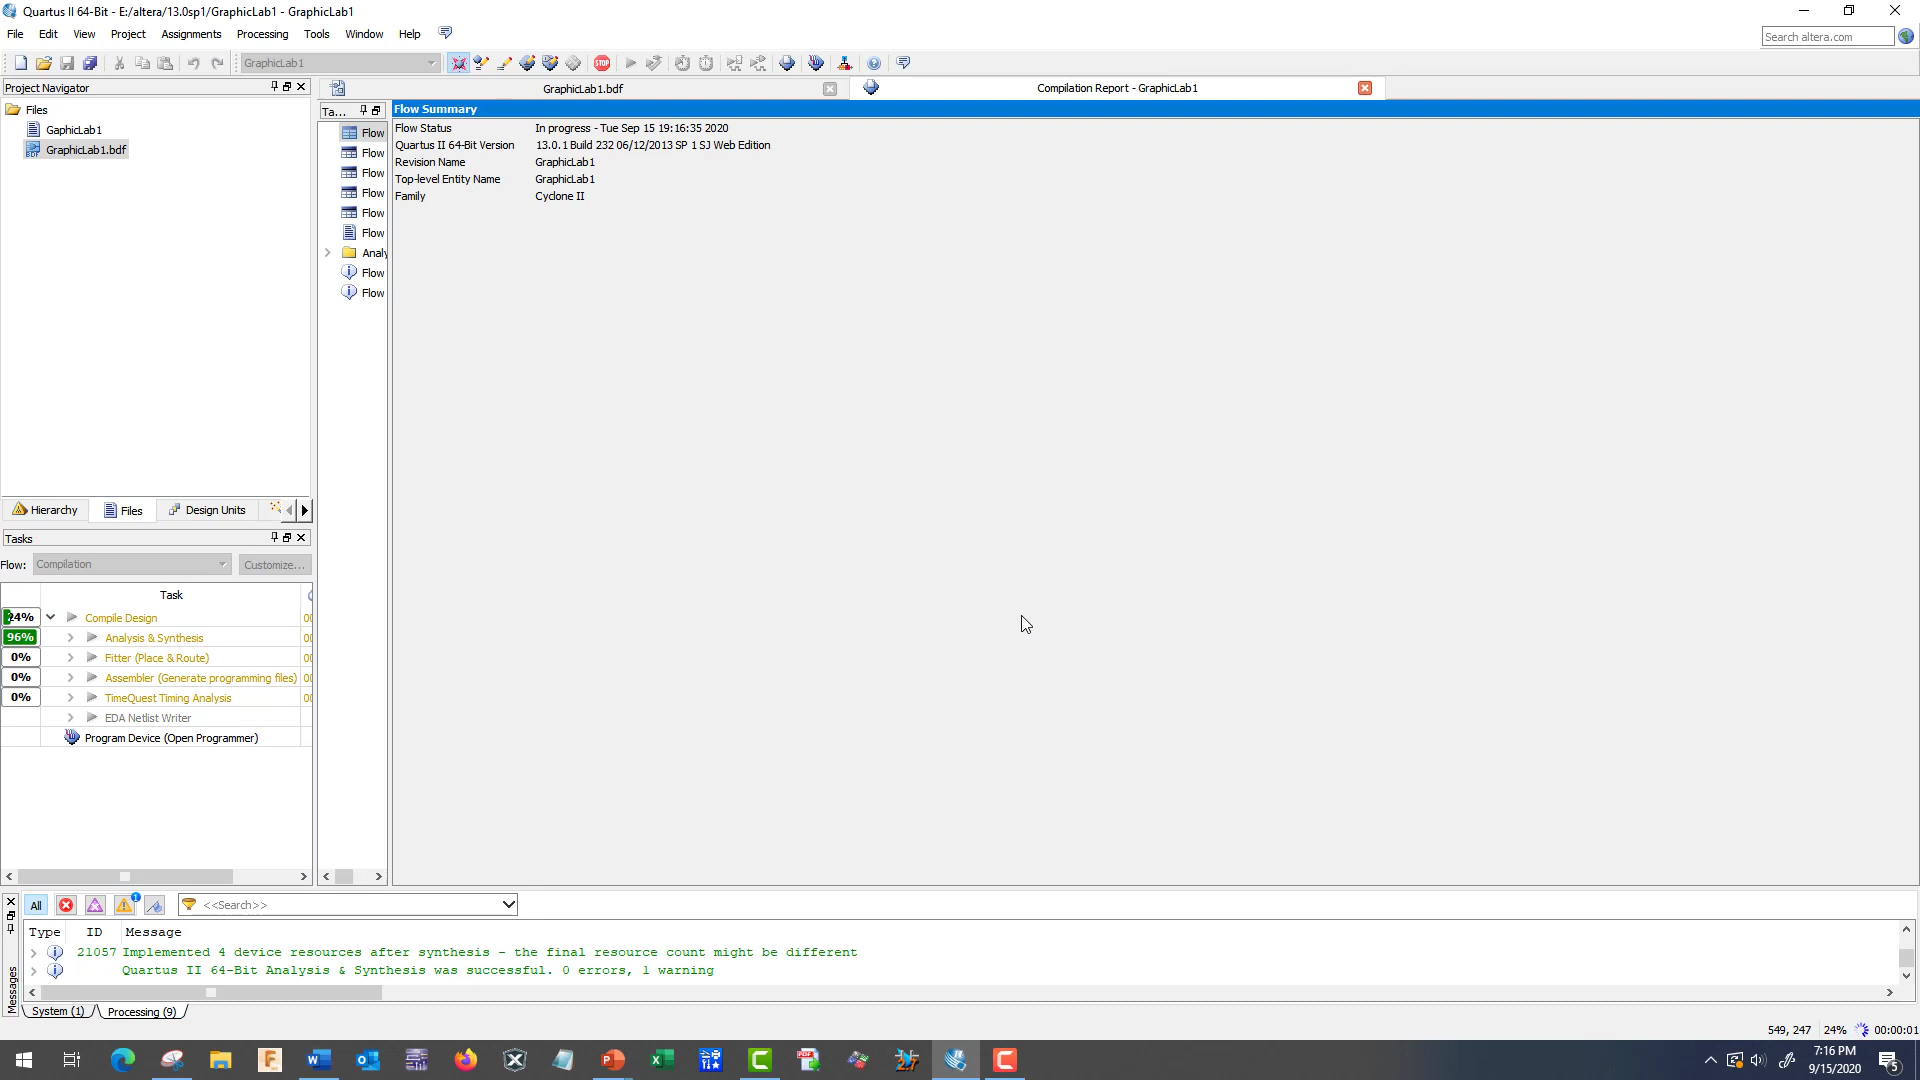 Quartus II 64-Bit - E:/altera/13.0sp1/GraphicLab1 - GraphicLab1
File Edit View Project Assignments Processing Tools Window Help
Search altera.com
GraphicLab1
Project Navigator
Files
GaphicLab1
GraphicLab1.bdf
Hierarchy Files Design Units
Tasks
Flow: Compilation Customize...
Task
24% Compile Design 00
96% Analysis & Synthesis 00
0% Fitter (Place & Route) 00
0% Assembler (Generate programming files) 00
0% TimeQuest Timing Analysis 00
EDA Netlist Writer
Program Device (Open Programmer)
GraphicLab1.bdf
Compilation Report - GraphicLab1
Ta...
Flow
Flow
Flow
Flow
Flow
Flow
Analy
Flow
Flow
Flow Summary
Flow Status In progress - Tue Sep 15 19:16:35 2020
Quartus II 64-Bit Version 13.0.1 Build 232 06/12/2013 SP 1 SJ Web Edition
Revision Name GraphicLab1
Top-level Entity Name GraphicLab1
Family Cyclone II
All <<Search>>
Type ID Message
21057 Implemented 4 device resources after synthesis - the final resource count might be different
Quartus II 64-Bit Analysis & Synthesis was successful. 0 errors, 1 warning
Messages
System (1) Processing (9)
549, 247 24% 00:00:01
7:16 PM
9/15/2020
5